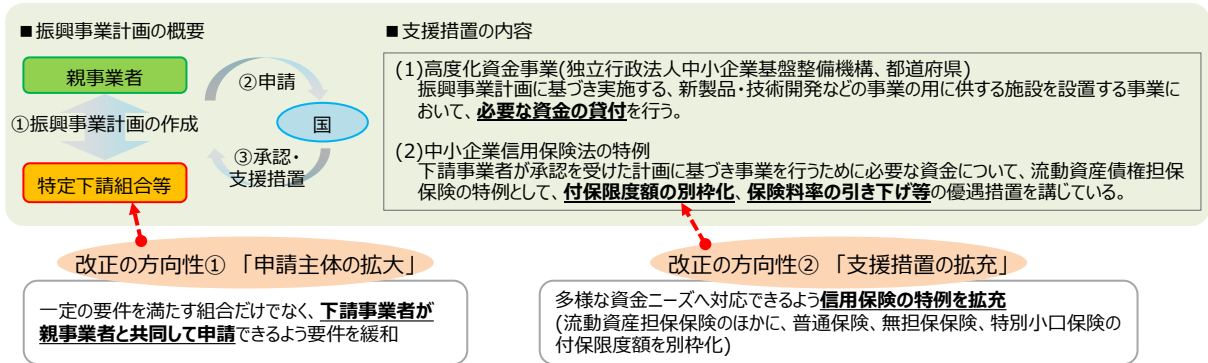 ■振興事業計画の概要
親事業者
②申請
①振興事業計画の作成
国
③承認・
支援措置
特定下請組合等
■支援措置の内容
(1)高度化資金事業(独立行政法人中小企業基盤整備機構、都道府県)
振興事業計画に基づき実施する、新製品・技術開発などの事業の用に供する施設を設置する事業に
おいて、必要な資金の貸付を行う。
(2)中小企業信用保険法の特例
下請事業者が承認を受けた計画に基づき事業を行うために必要な資金について、流動資産債権担保
保険の特例として、付保限度額の別枠化、保険料率の引き下げ等の優遇措置を講じている。
改正の方向性① 「申請主体の拡大」
一定の要件を満たす組合だけでなく、下請事業者が
親事業者と共同して申請できるよう要件を緩和
改正の方向性② 「支援措置の拡充」
多様な資金ニーズへ対応できるよう信用保険の特例を拡充
(流動資産担保保険のほかに、普通保険、無担保保険、特別小口保険の
付保限度額を別枠化)